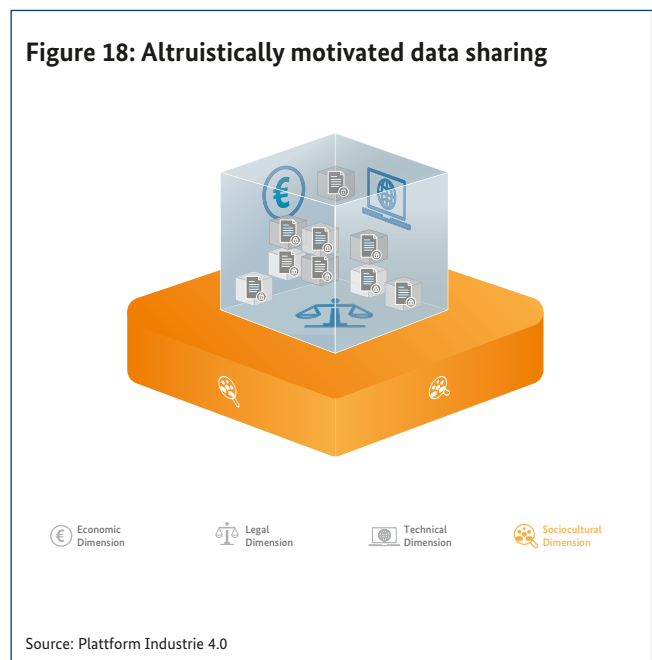 Figure 18: Altruistically motivated data sharing
€
€
Economic
Dimension
Legal
Dimension
Technical
Dimension
Sociocultural
Dimension
Source: Plattform Industrie 4.0